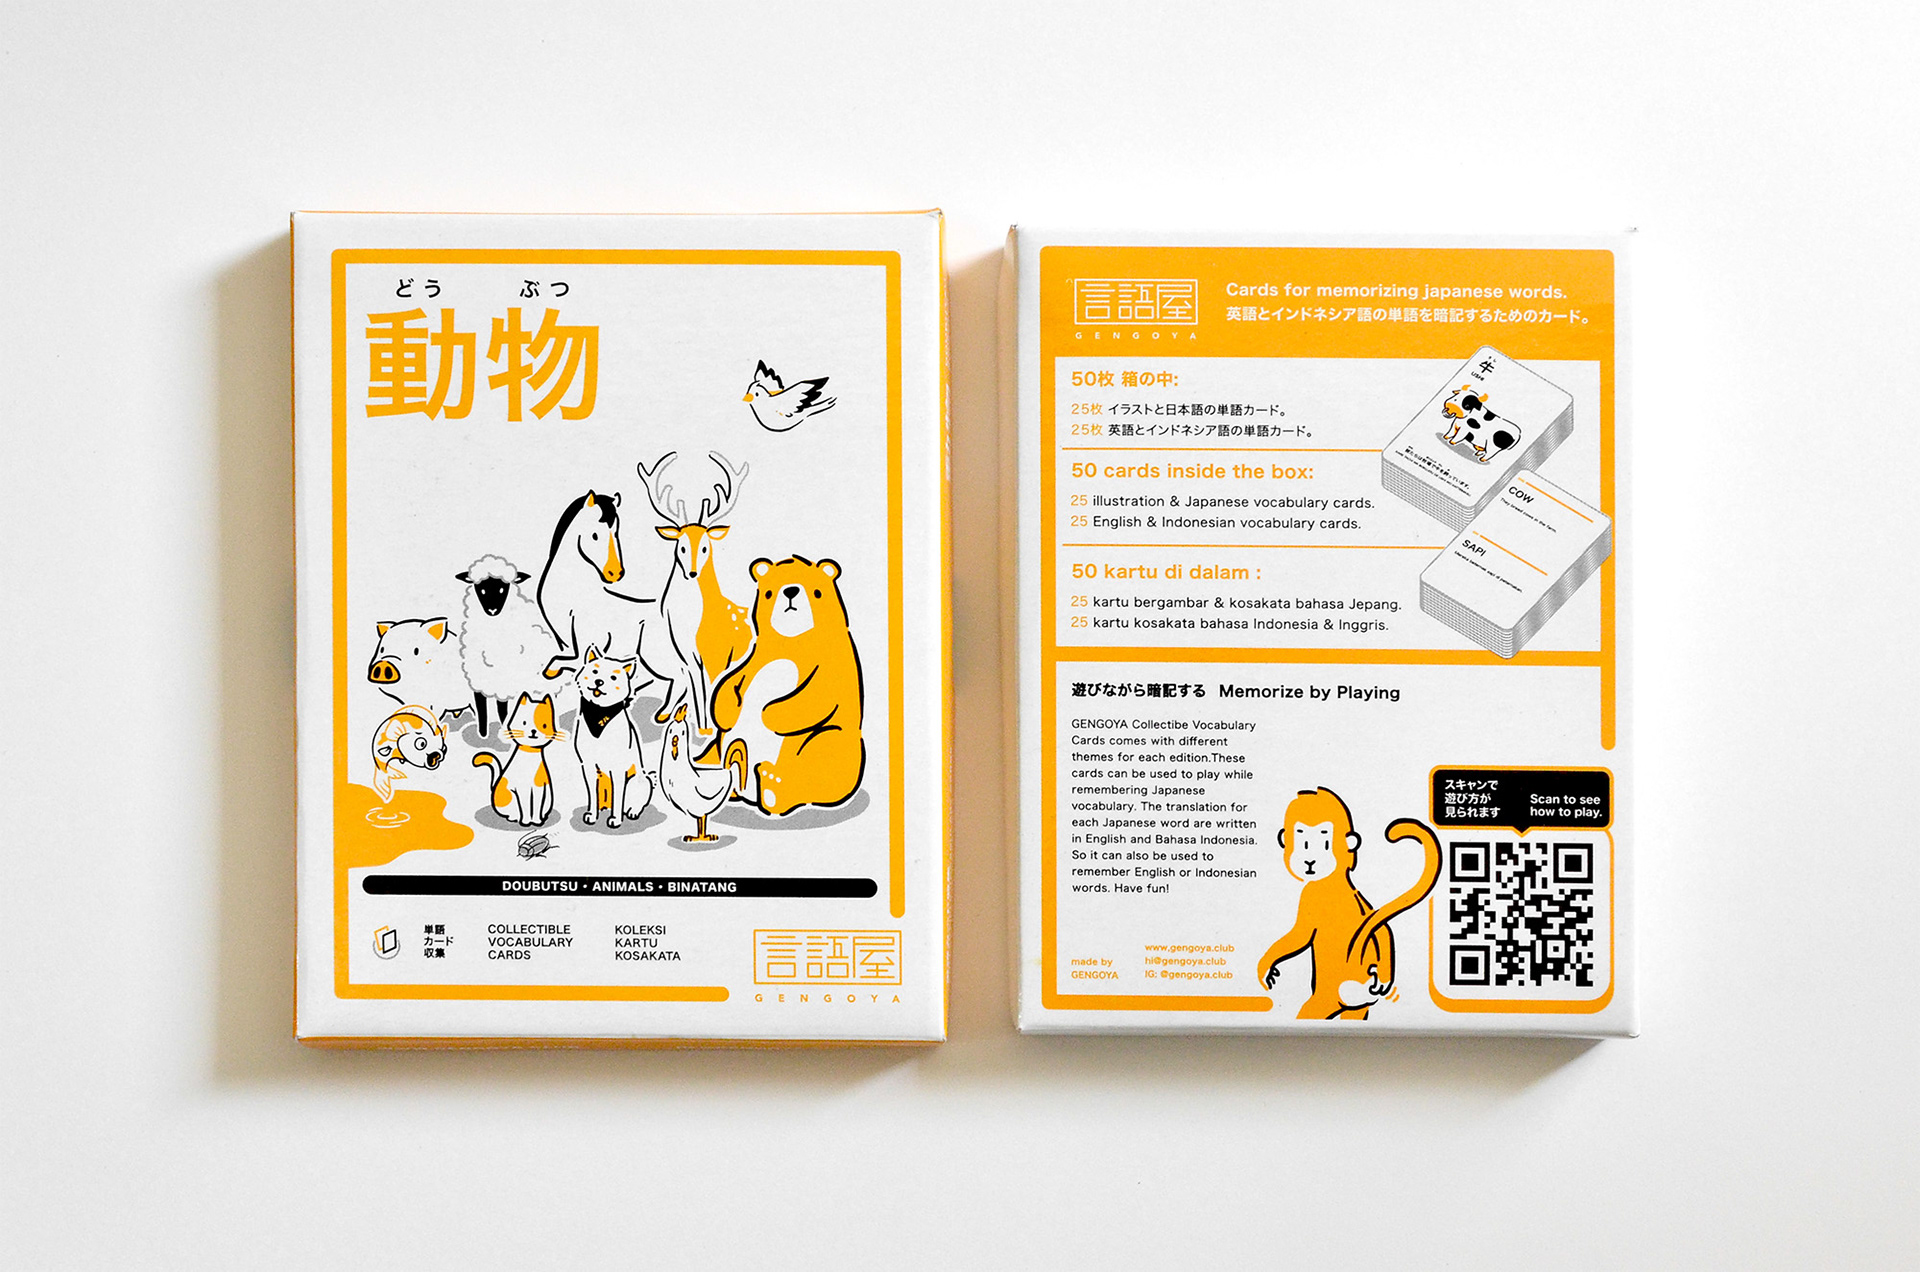 どう ぶつ
動物
DOUBUTSU・ANIMALS・BINATANG
単語
カード
収集
COLLECTIBLE
VOCABULARY
CARDS
KOLEKSI
KARTU
KOSAKATA
言語屋
GENGOYA
言語屋
GENGOYA
Cards for memorizing japanese words.
英語とインドネシア語の単語を暗記するためのカード。
50枚 箱の中:
25枚 イラストと日本語の単語カード。
25枚 英語とインドネシア語の単語カード。
50 cards inside the box:
25 illustration & Japanese vocabulary cards.
25 English & Indonesian vocabulary cards.
50 kartu di dalam :
25 kartu bergambar & kosakata bahasa Jepang.
25 kartu kosakata bahasa Indonesia & Inggris.
うし
牛
USHI
COW
They breed cows in the farm.
SAPI
遊びながら暗記する Memorize by Playing
GENGOYA Collectibe Vocabulary
Cards comes with different
themes for each edition.These
cards can be used to play while
remembering Japanese
vocabulary. The translation for
each Japanese word are written
in English and Bahasa Indonesia.
So it can also be used to
remember English or Indonesian
words. Have fun!
made by
GENGOYA
www.gengoya.club
hi@gengoya.club
IG: @gengoya.club
スキャンで
遊び方が
見られます
Scan to see
how to play.